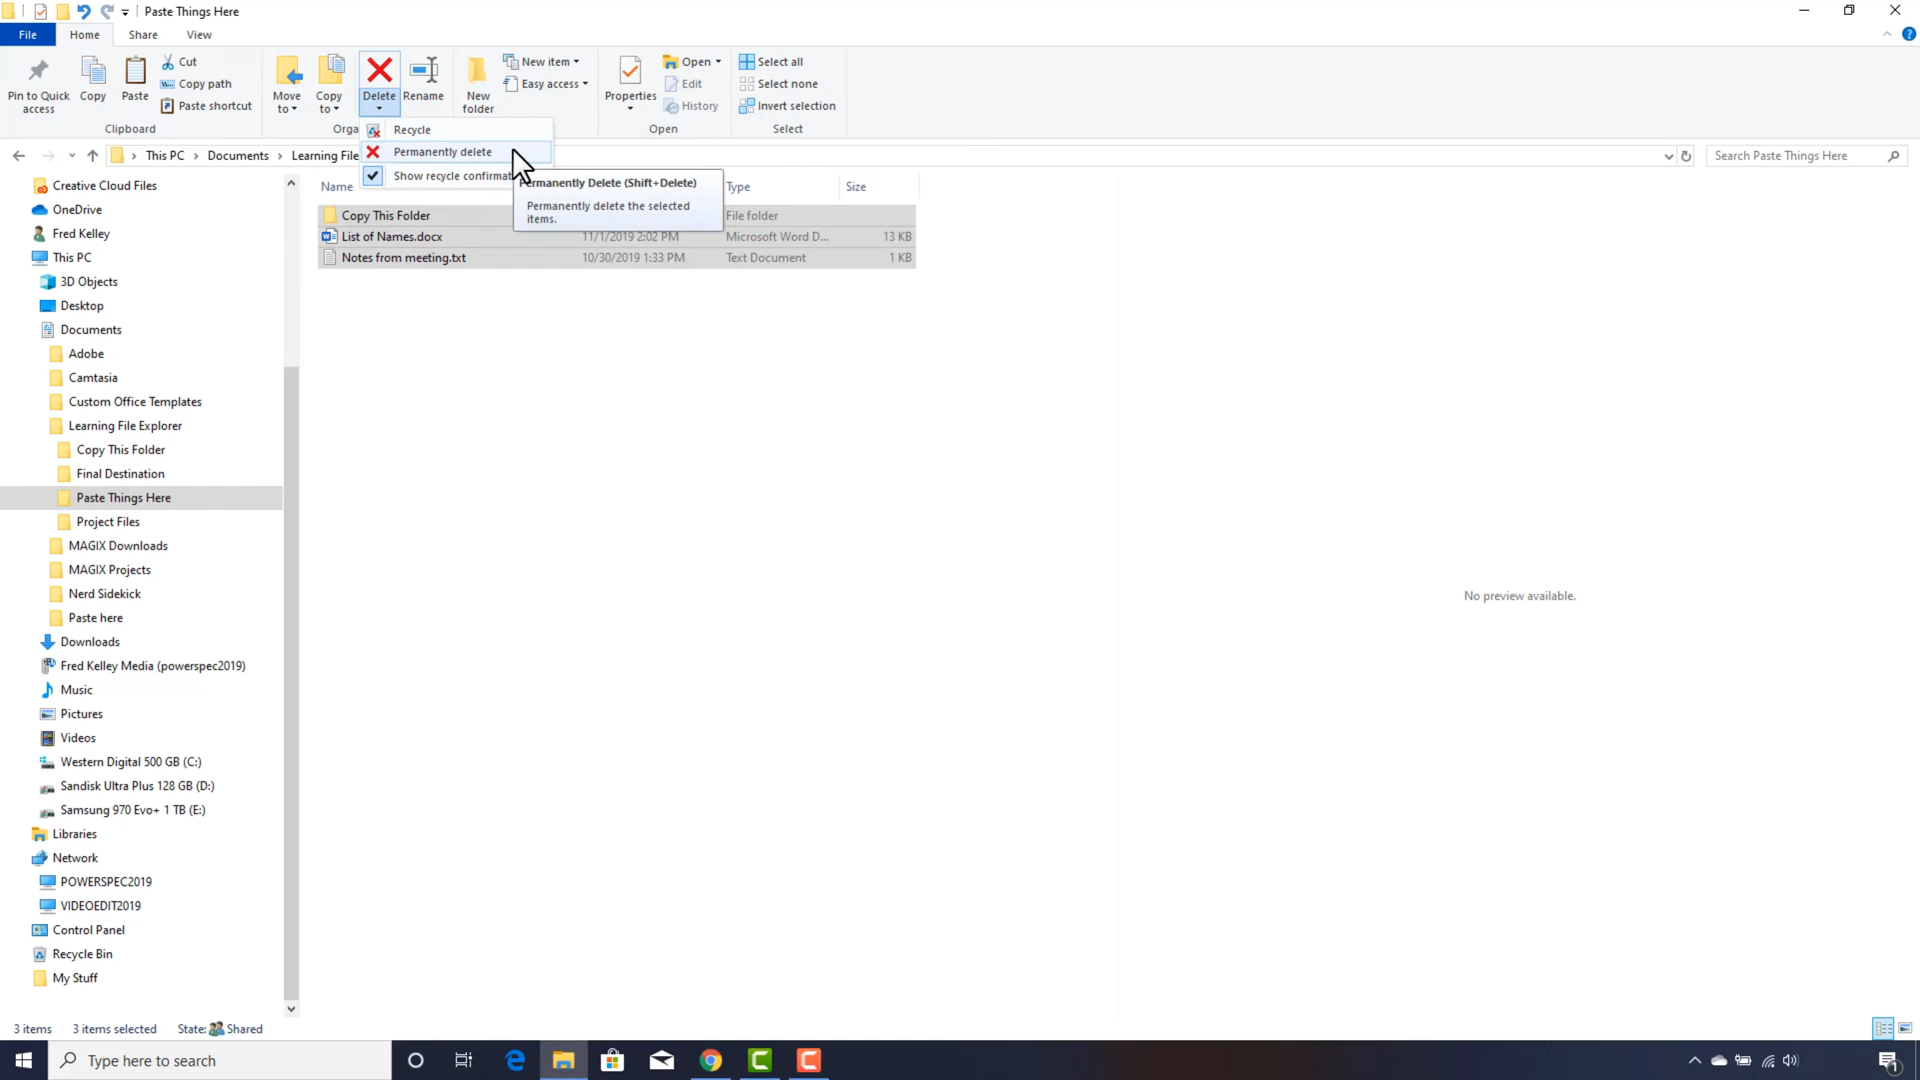 Paste Things Here
File
Home
Share
View
Pin to Quick access
Copy
Paste
Cut
Copy path
Paste shortcut
Clipboard
Move to
Copy to
Delete
Rename
Orga
New folder
New item
Easy access
Properties
Open
Edit
History
Open
Select all
Select none
Invert selection
Select
Recycle
Permanently delete
Show recycle confirmat
Permanently Delete (Shift+Delete)
Permanently delete the selected
items.
This PC > Documents > Learning File
Search Paste Things Here
Name
Type
Size
Copy This Folder
File folder
List of Names.docx
11/1/2019 2:02 PM
Microsoft Word D...
13 KB
Notes from meeting.txt
10/30/2019 1:33 PM
Text Document
1 KB
Creative Cloud Files
OneDrive
Fred Kelley
This PC
3D Objects
Desktop
Documents
Adobe
Camtasia
Custom Office Templates
Learning File Explorer
Copy This Folder
Final Destination
Paste Things Here
Project Files
MAGIX Downloads
MAGIX Projects
Nerd Sidekick
Paste here
Downloads
Fred Kelley Media (powerspec2019)
Music
Pictures
Videos
Western Digital 500 GB (C:)
Sandisk Ultra Plus 128 GB (D:)
Samsung 970 Evo+ 1 TB (E:)
Libraries
Network
POWERSPEC2019
VIDEOEDIT2019
Control Panel
Recycle Bin
My Stuff
No preview available.
3 items
3 items selected
State: Shared
Type here to search
1